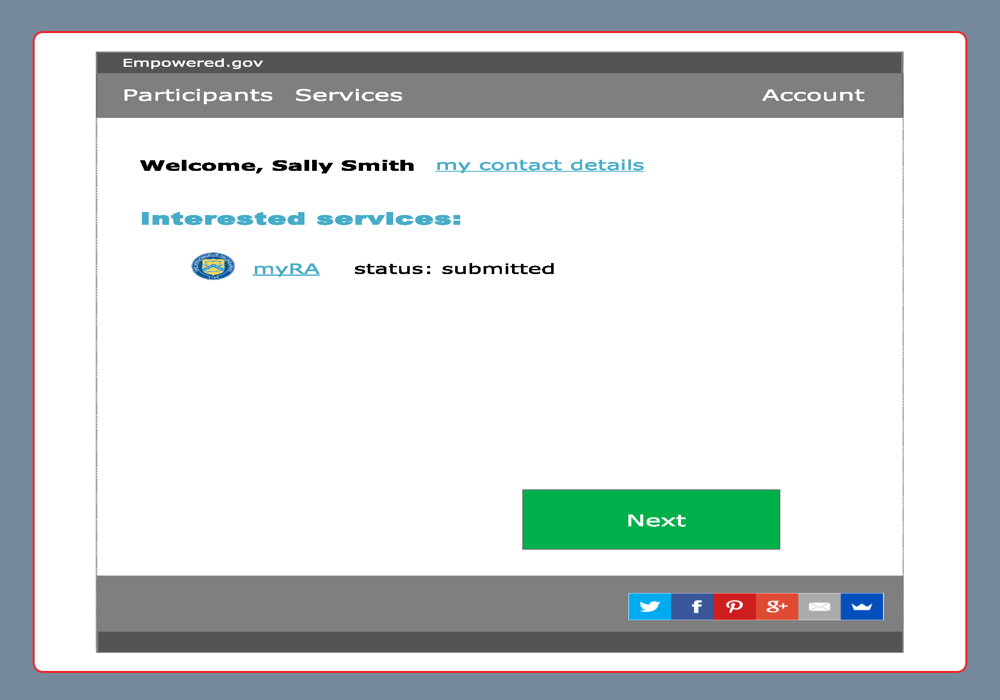 Empowered.gov
Participants Services Account
Welcome, Sally Smith my contact details
Interested services:
myRA status: submitted
Next
f g+